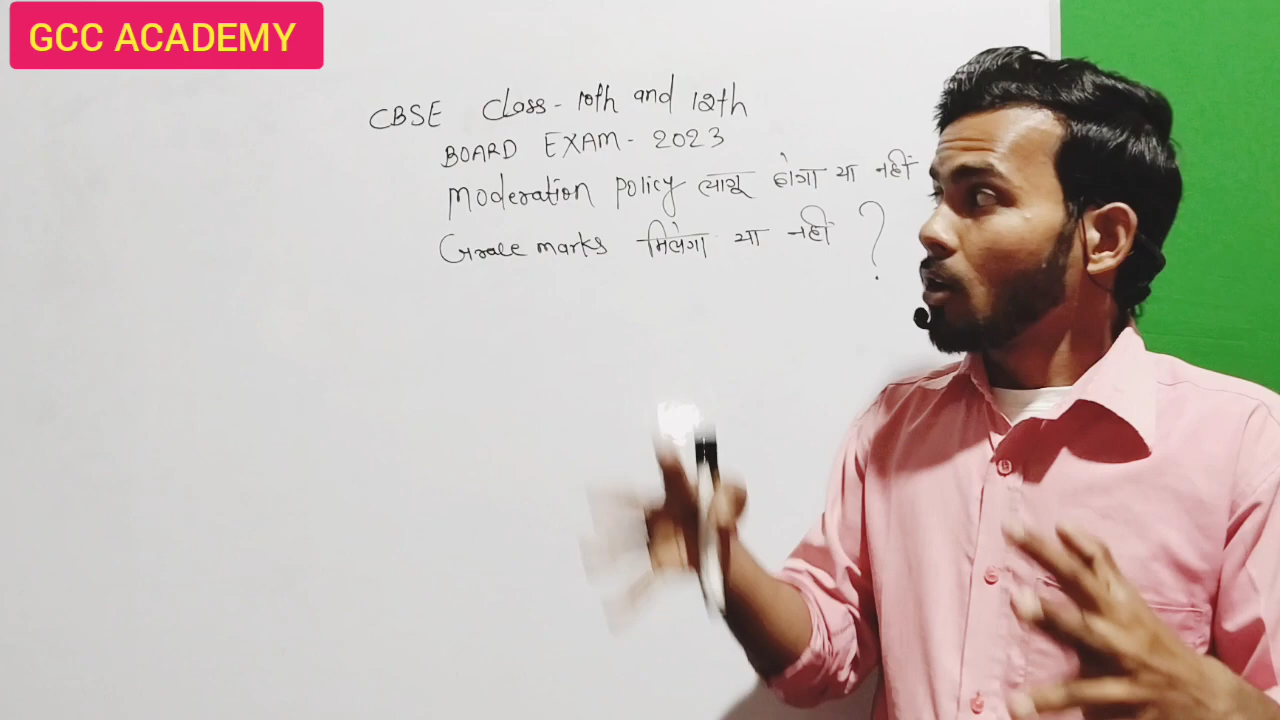 GCC ACADEMY
CBSE Class - 10th and 12th
BOARD EXAM - 2023
Moderation Policy लागू होगा या नहीं
Grace marks मिलेगा या नहीं ?